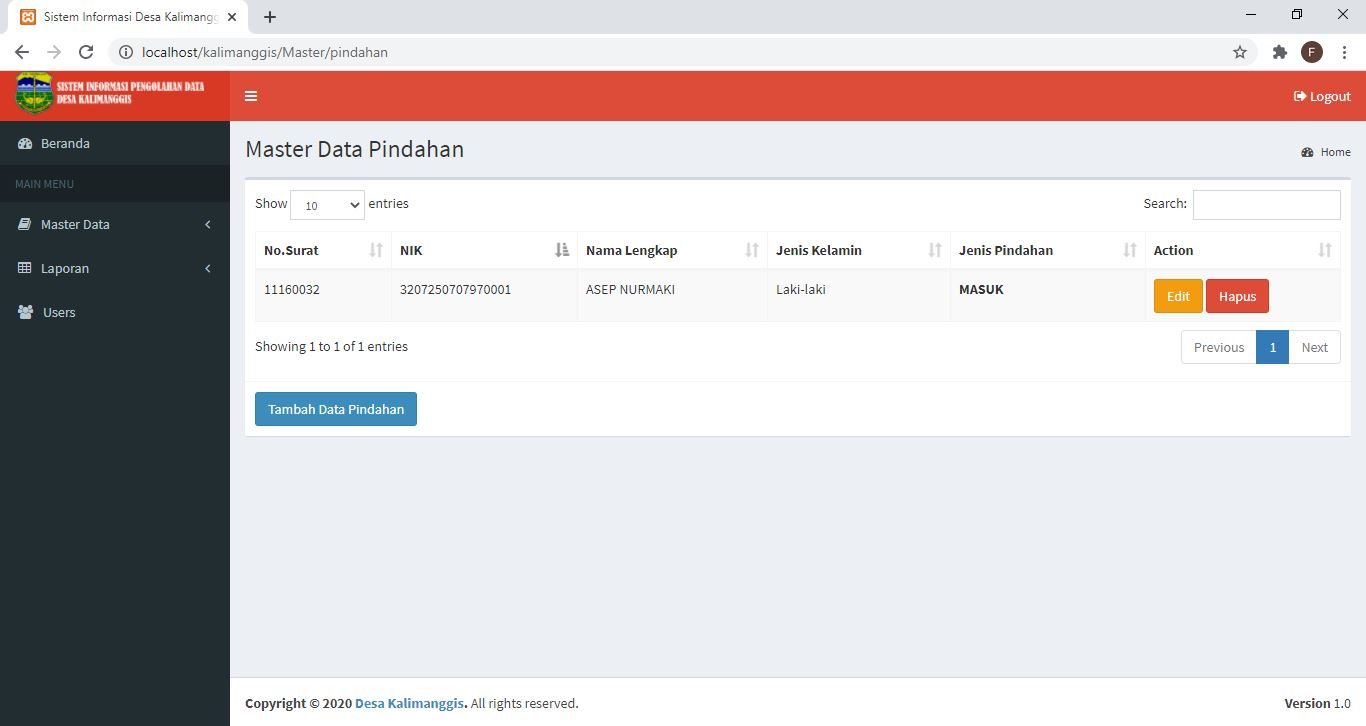 Sistem Informasi Desa Kalimangg
localhost/kalimanggis/Master/pindahan
F
SISTEM INFORMASI PENGOLAHAN DATA
DESA KALIMANGGIS
Logout
Beranda
MAIN MENU
Master Data
Laporan
Users
Master Data Pindahan
Home
Show 10 entries
Search:
No.Surat NIK Nama Lengkap Jenis Kelamin Jenis Pindahan Action
11160032 3207250707970001 ASEP NURMAKI Laki-laki MASUK Edit Hapus
Showing 1 to 1 of 1 entries
Previous 1 Next
Tambah Data Pindahan
Copyright © 2020 Desa Kalimanggis. All rights reserved.
Version 1.0